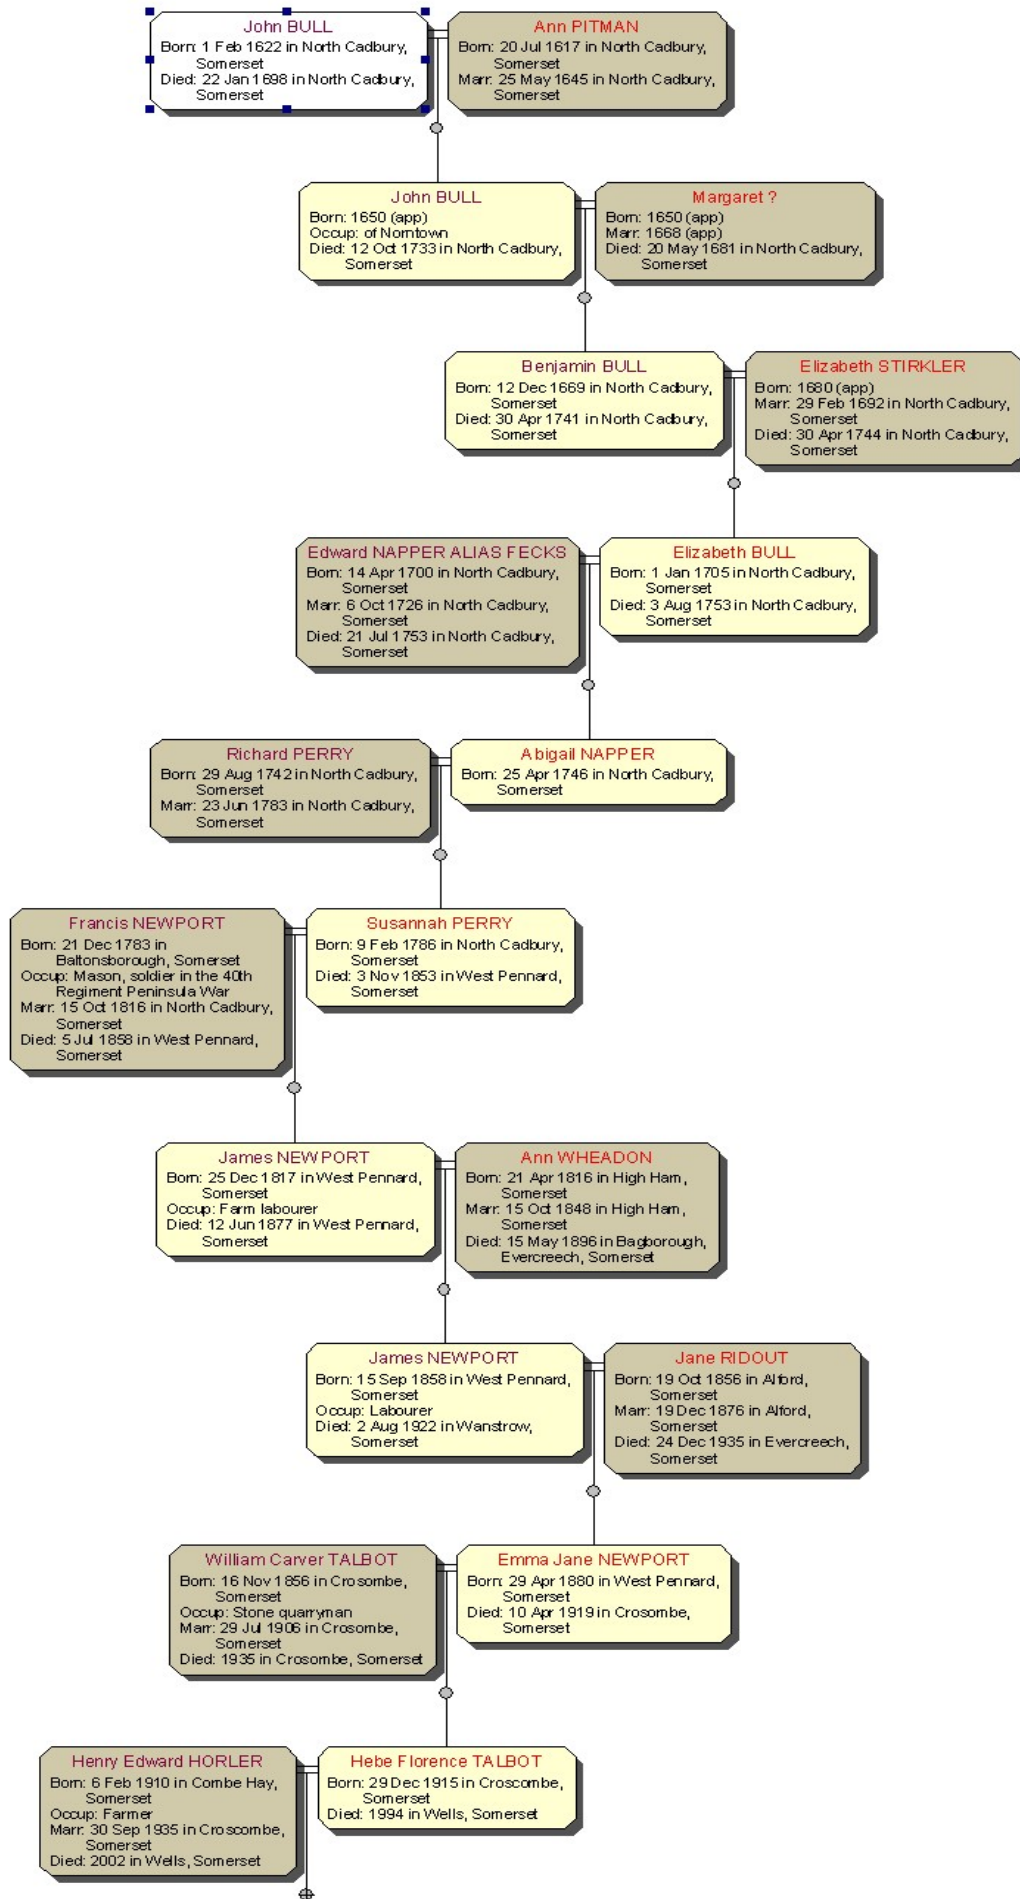 John BULL
Born: 1 Feb 1622 in North Cadbury,
Somerset
Died: 22 Jan 1698 in North Cadbury,
Somerset
Ann PITMAN
Born: 20 Jul 1617 in North Cadbury,
Somerset
Marr: 25 May 1645 in North Cadbury,
Somerset
John BULL
Born: 1650 (app)
Occup: of Norntown
Died: 12 Oct 1733 in North Cadbury,
Somerset
Margaret ?
Born: 1650 (app)
Marr: 1668 (app)
Died: 20 May 1681 in North Cadbury,
Somerset
Benjamin BULL
Born: 12 Dec 1669 in North Cadbury,
Somerset
Died: 30 Apr 1741 in North Cadbury,
Somerset
Elizabeth STIRKLER
Born: 1680 (app)
Marr: 29 Feb 1692 in North Cadbury,
Somerset
Died: 30 Apr 1744 in North Cadbury,
Somerset
Edward NAPPER ALIAS FECKS
Born: 14 Apr 1700 in North Cadbury,
Somerset
Marr: 6 Oct 1726 in North Cadbury,
Somerset
Died: 21 Jul 1753 in North Cadbury,
Somerset
Elizabeth BULL
Born: 1 Jan 1705 in North Cadbury,
Somerset
Died: 3 Aug 1753 in North Cadbury,
Somerset
Richard PERRY
Born: 29 Aug 1742 in North Cadbury,
Somerset
Marr: 23 Jun 1783 in North Cadbury,
Somerset
Abigail NAPPER
Born: 25 Apr 1746 in North Cadbury,
Somerset
Francis NEWPORT
Born: 21 Dec 1783 in
Baltonsborough, Somerset
Occup: Mason, soldier in the 40th
Regiment Peninsula War
Marr: 15 Oct 1816 in North Cadbury,
Somerset
Died: 5 Jul 1858 in West Pennard,
Somerset
Susannah PERRY
Born: 9 Feb 1786 in North Cadbury,
Somerset
Died: 3 Nov 1853 in West Pennard,
Somerset
James NEWPORT
Born: 25 Dec 1817 in West Pennard,
Somerset
Occup: Farm labourer
Died: 12 Jun 1877 in West Pennard,
Somerset
Ann WHEADON
Born: 21 Apr 1816 in High Ham,
Somerset
Marr: 15 Oct 1848 in High Ham,
Somerset
Died: 15 May 1896 in Bagborough,
Evercreech, Somerset
James NEWPORT
Born: 15 Sep 1858 in West Pennard,
Somerset
Occup: Labourer
Died: 2 Aug 1922 in Wanstrow,
Somerset
Jane RIDOUT
Born: 19 Oct 1856 in Alford,
Somerset
Marr: 19 Dec 1876 in Alford,
Somerset
Died: 24 Dec 1935 in Evercreech,
Somerset
William Carver TALBOT
Born: 16 Nov 1856 in Crosombe,
Somerset
Occup: Stone quarryman
Marr: 29 Jul 1906 in Crosombe,
Somerset
Died: 1935 in Crosombe, Somerset
Emma Jane NEWPORT
Born: 29 Apr 1880 in West Pennard,
Somerset
Died: 10 Apr 1919 in Crosombe,
Somerset
Henry Edward HORLER
Born: 6 Feb 1910 in Combe Hay,
Somerset
Occup: Farmer
Marr: 30 Sep 1935 in Croscombe,
Somerset
Died: 2002 in Wells, Somerset
Hebe Florence TALBOT
Born: 29 Dec 1915 in Croscombe,
Somerset
Died: 1994 in Wells, Somerset